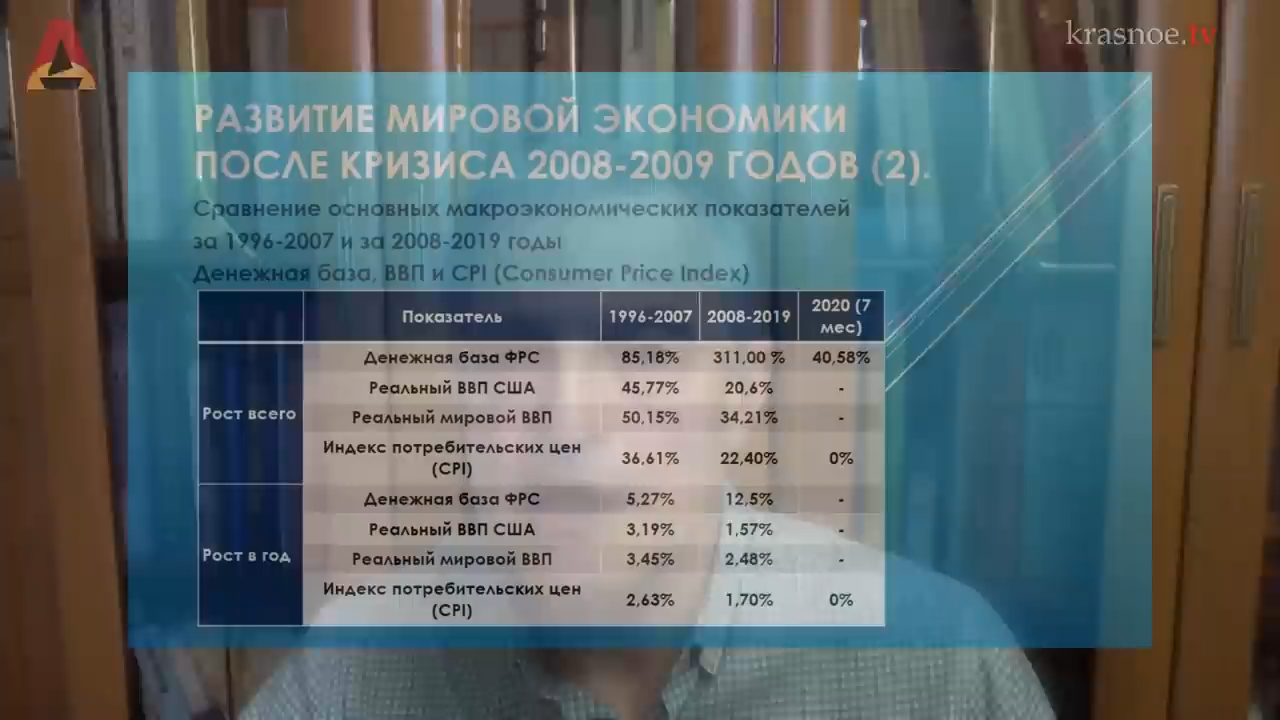 krasnoe.tv
РАЗВИТИЕ МИРОВОЙ ЭКОНОМИКИ
ПОСЛЕ КРИЗИСА 2008-2009 ГОДОВ (2).
Сравнение основных макроэкономических показателей
за 1996-2007 и за 2008-2019 годы
Денежная база, ВВП и CPI (Consumer Price Index)
Показатель 1996-2007 2008-2019 2020 (7 мес)
Рост всего
Денежная база ФРС 85,18% 311,00 % 40,58%
Реальный ВВП США 45,77% 20,6% -
Реальный мировой ВВП 50,15% 34,21% -
Индекс потребительских цен (CPI) 36,61% 22,40% 0%
Рост в год
Денежная база ФРС 5,27% 12,5% -
Реальный ВВП США 3,19% 1,57% -
Реальный мировой ВВП 3,45% 2,48% -
Индекс потребительских цен (CPI) 2,63% 1,70% 0%